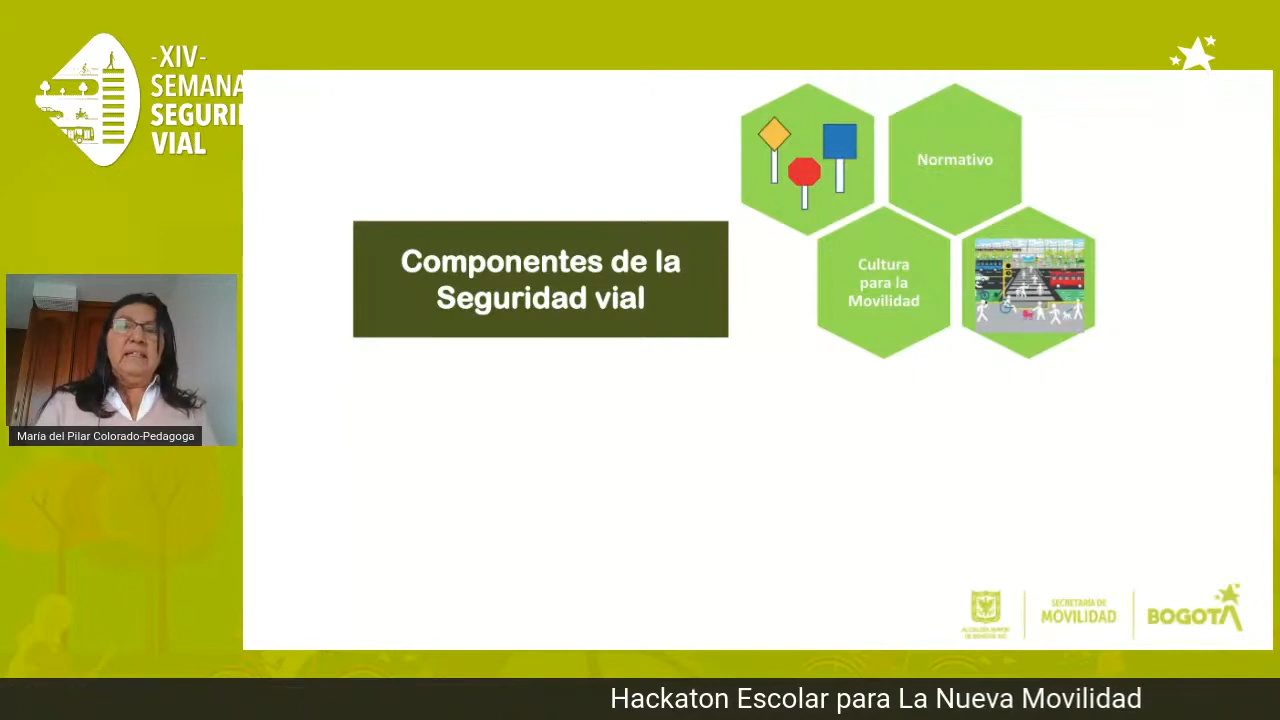 -XIV-
SEMANA
SEGURI
VIAL
Normativo
Componentes de la
Seguridad vial
Cultura
para la
Movilidad
María del Pilar Colorado-Pedagoga
SECRETARÍA DE
MOVILIDAD
BOGOTÁ
Hackaton Escolar para La Nueva Movilidad